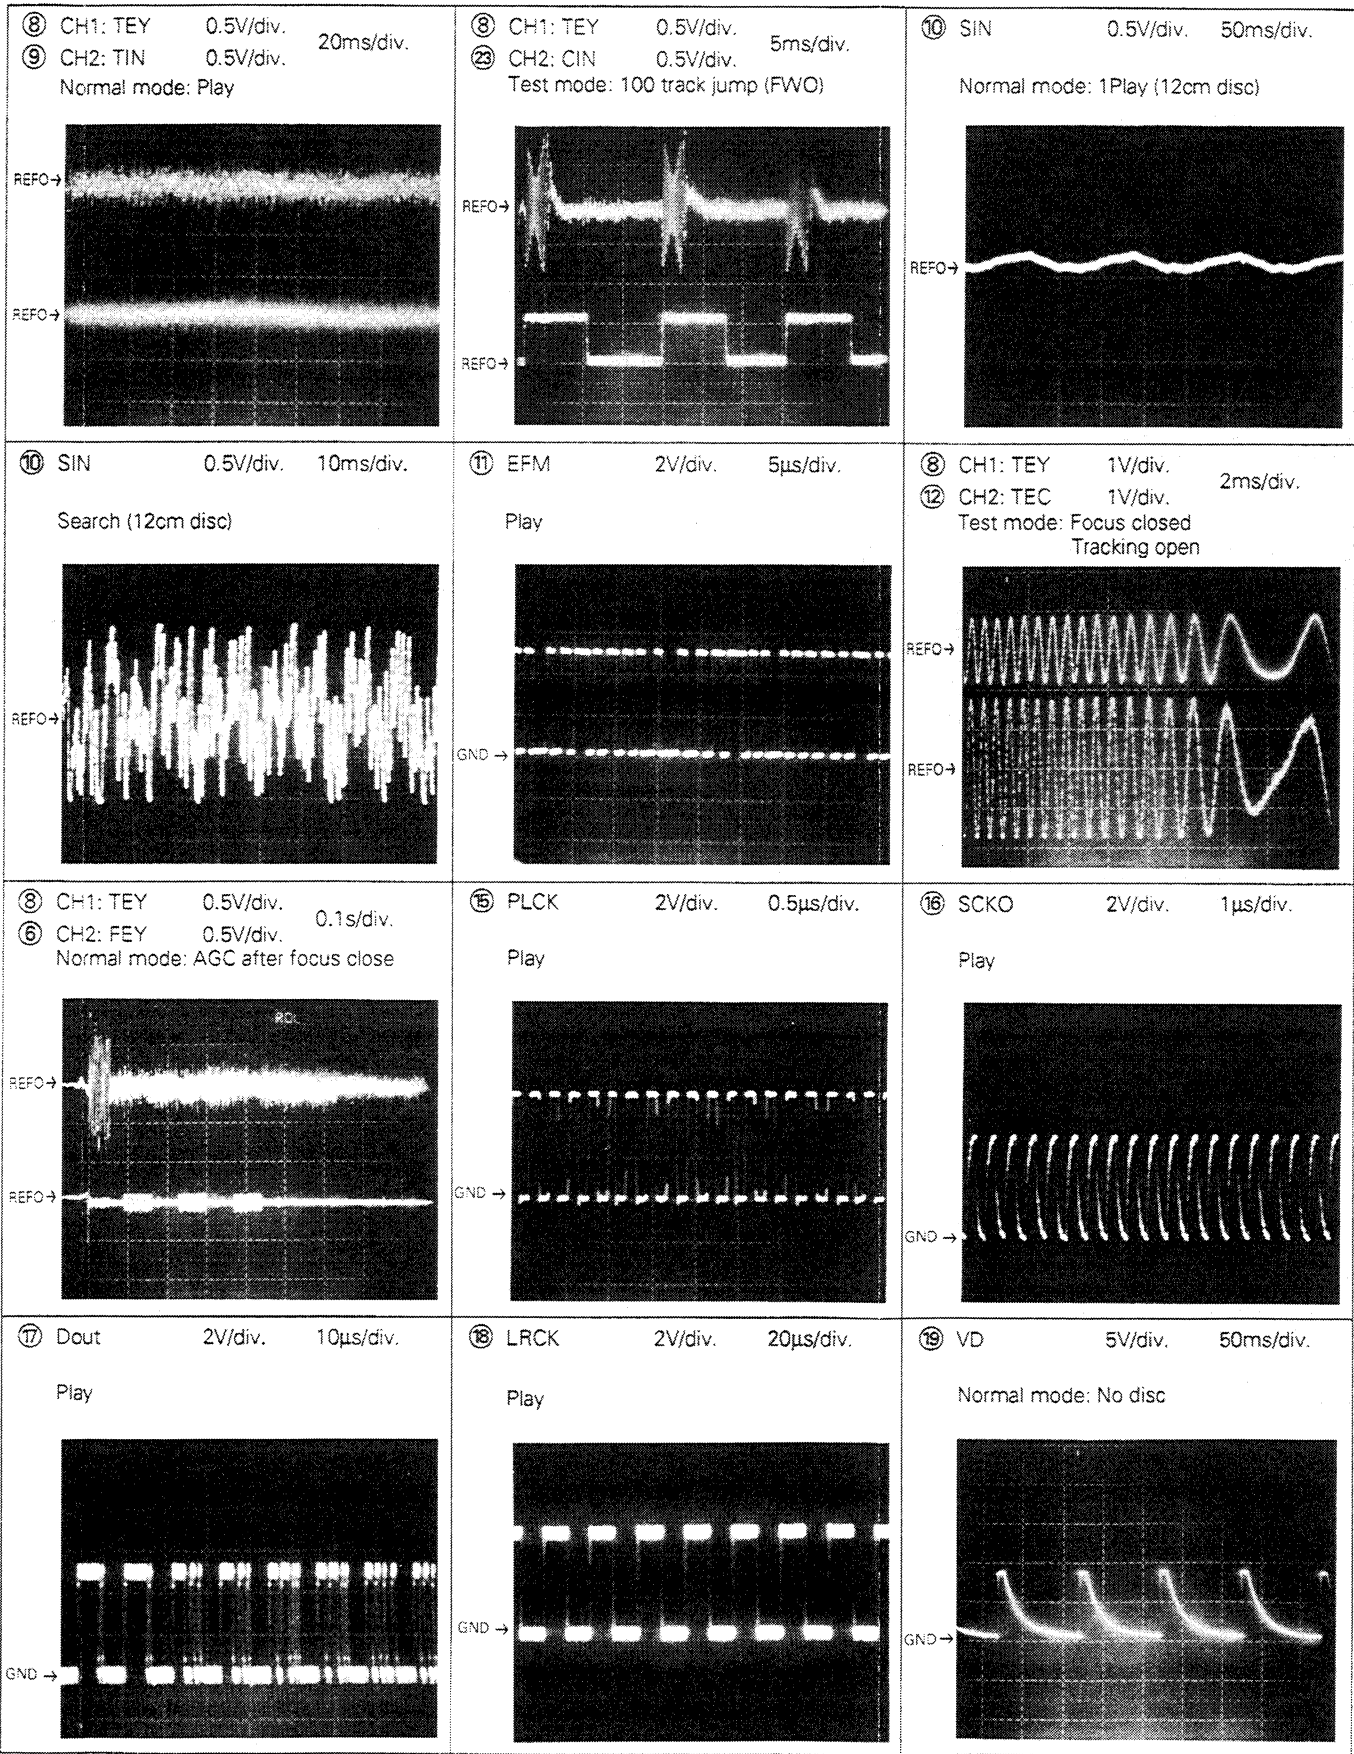 ⑧ CH1: TEY 0.5V/div. 20ms/div.
⑨ CH2: TIN 0.5V/div.
Normal mode: Play
REFO→
REFO→
⑧ CH1: TEY 0.5V/div. 5ms/div.
㉓ CH2: CIN 0.5V/div.
Test mode: 100 track jump (FWO)
REFO→
REFO→
⑩ SIN 0.5V/div. 50ms/div.
Normal mode: 1Play (12cm disc)
REFO→
⑩ SIN 0.5V/div. 10ms/div.
Search (12cm disc)
REFO→
⑪ EFM 2V/div. 5µs/div.
Play
GND →
⑧ CH1: TEY 1V/div. 2ms/div.
⑫ CH2: TEC 1V/div.
Test mode: Focus closed
Tracking open
REFO→
REFO→
⑧ CH1: TEY 0.5V/div. 0.1s/div.
⑥ CH2: FEY 0.5V/div.
Normal mode: AGC after focus close
REFO→
REFO→
⑮ PLCK 2V/div. 0.5µs/div.
Play
GND →
⑯ SCKO 2V/div. 1µs/div.
Play
GND →
⑰ Dout 2V/div. 10µs/div.
Play
GND →
⑱ LRCK 2V/div. 20µs/div.
Play
GND →
⑲ VD 5V/div. 50ms/div.
Normal mode: No disc
GND→